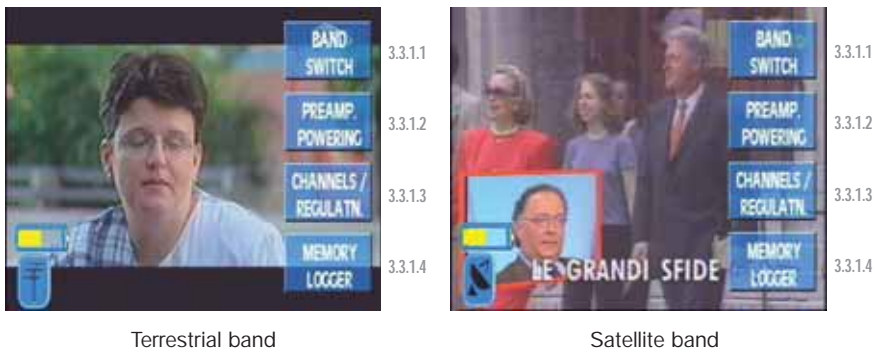 BAND
SWITCH
3.3.1.1
PREAMP.
POWERING
3.3.1.2
CHANNELS /
REGULATN.
3.3.1.3
MEMORY
LOGGER
3.3.1.4
Terrestrial band
BAND
SWITCH
3.3.1.1
PREAMP.
POWERING
3.3.1.2
CHANNELS /
REGULATN.
3.3.1.3
MEMORY
LOGGER
3.3.1.4
LE GRANDI SFIDE
Satellite band